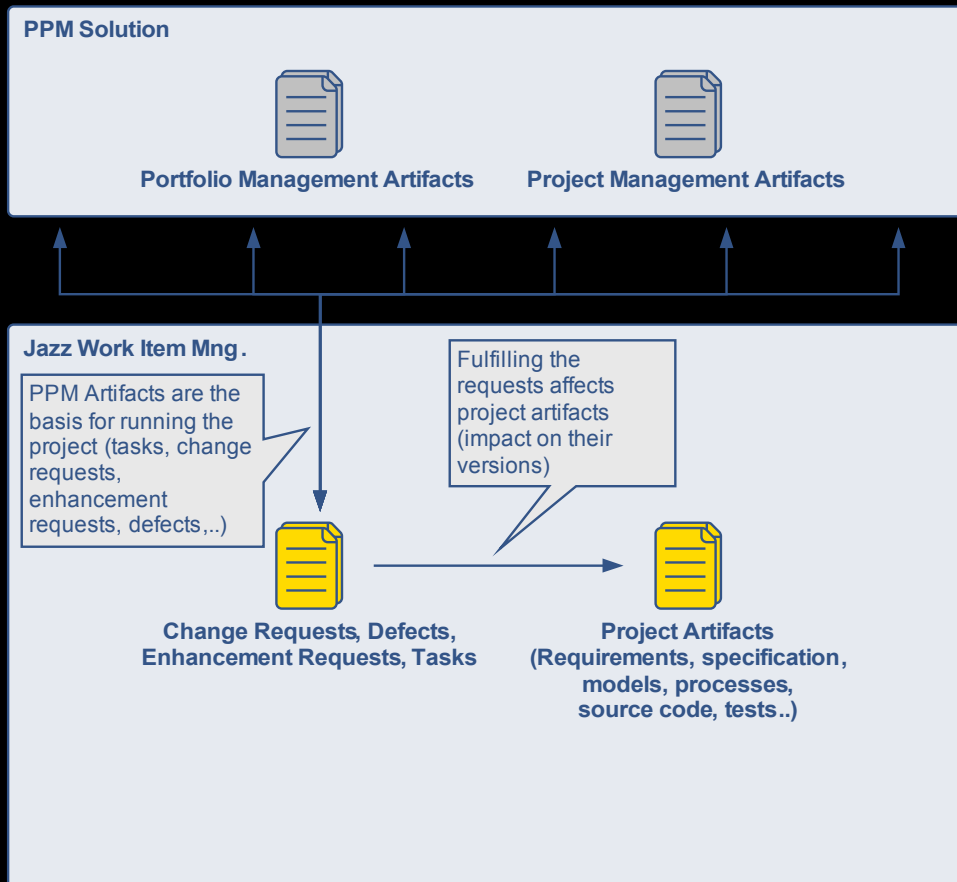 PPM Solution
Portfolio Management Artifacts
Project Management Artifacts
Jazz Work Item Mng.
PPM Artifacts are the
basis for running the
project (tasks, change
requests,
enhancement
requests, defects,..)
Fulfilling the
requests affects
project artifacts
(impact on their
versions)
Change Requests, Defects,
Enhancement Requests, Tasks
Project Artifacts
(Requirements, specification,
models, processes,
source code, tests..)